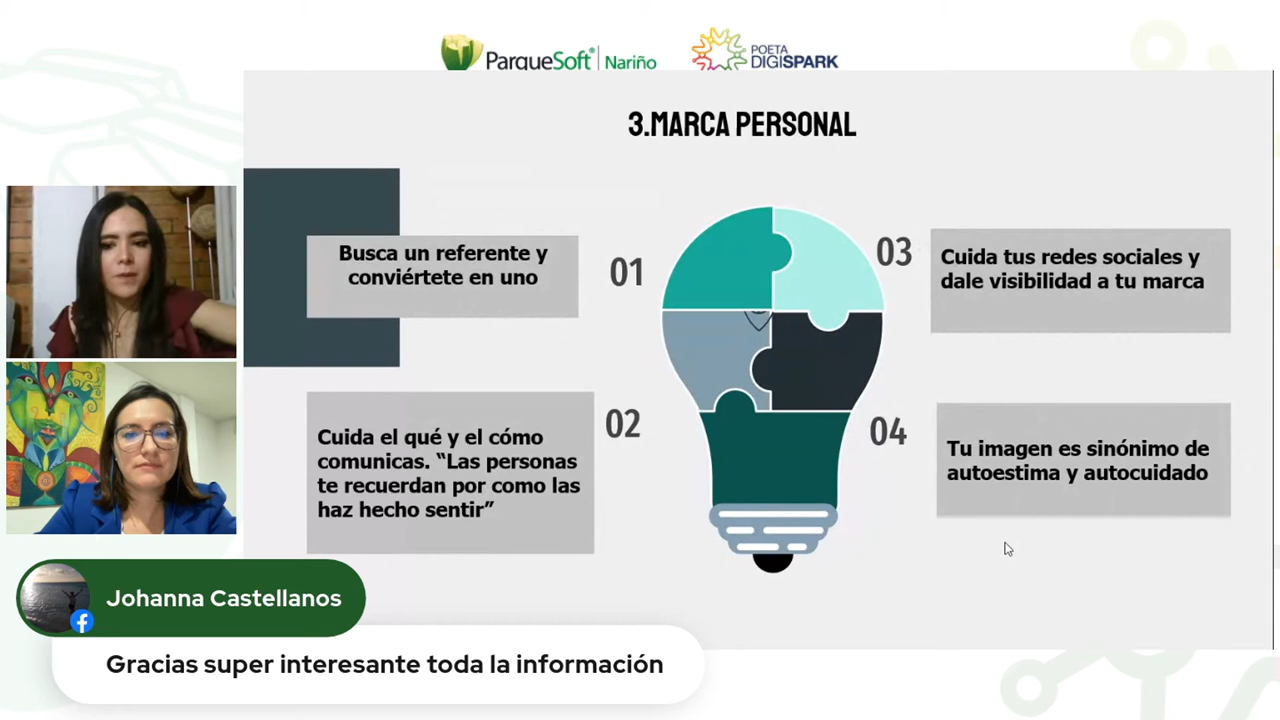 ParqueSoft® | Nariño
POETA
DIGISPARK
3.MARCA PERSONAL
Busca un referente y
conviértete en uno
01
02
Cuida el qué y el cómo
comunicas. “Las personas
te recuerdan por como las
haz hecho sentir”
03
Cuida tus redes sociales y
dale visibilidad a tu marca
04
Tu imagen es sinónimo de
autoestima y autocuidado
Johanna Castellanos
Gracias super interesante toda la información